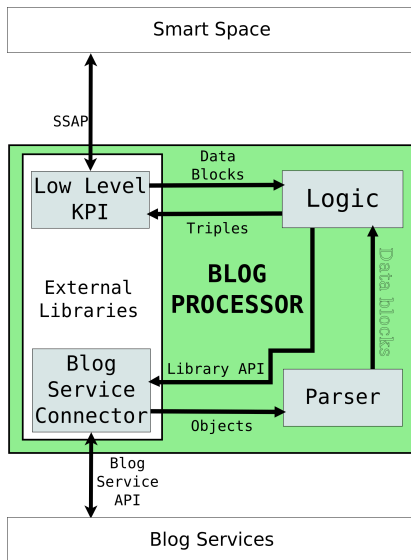 Smart Space
SSAP
Data
Blocks
Low Level
KPI
Logic
Triples
External
Libraries
BLOG
PROCESSOR
Data blocks
Blog
Service
Connector
Library API
Parser
Objects
Blog
Service
API
Blog Services